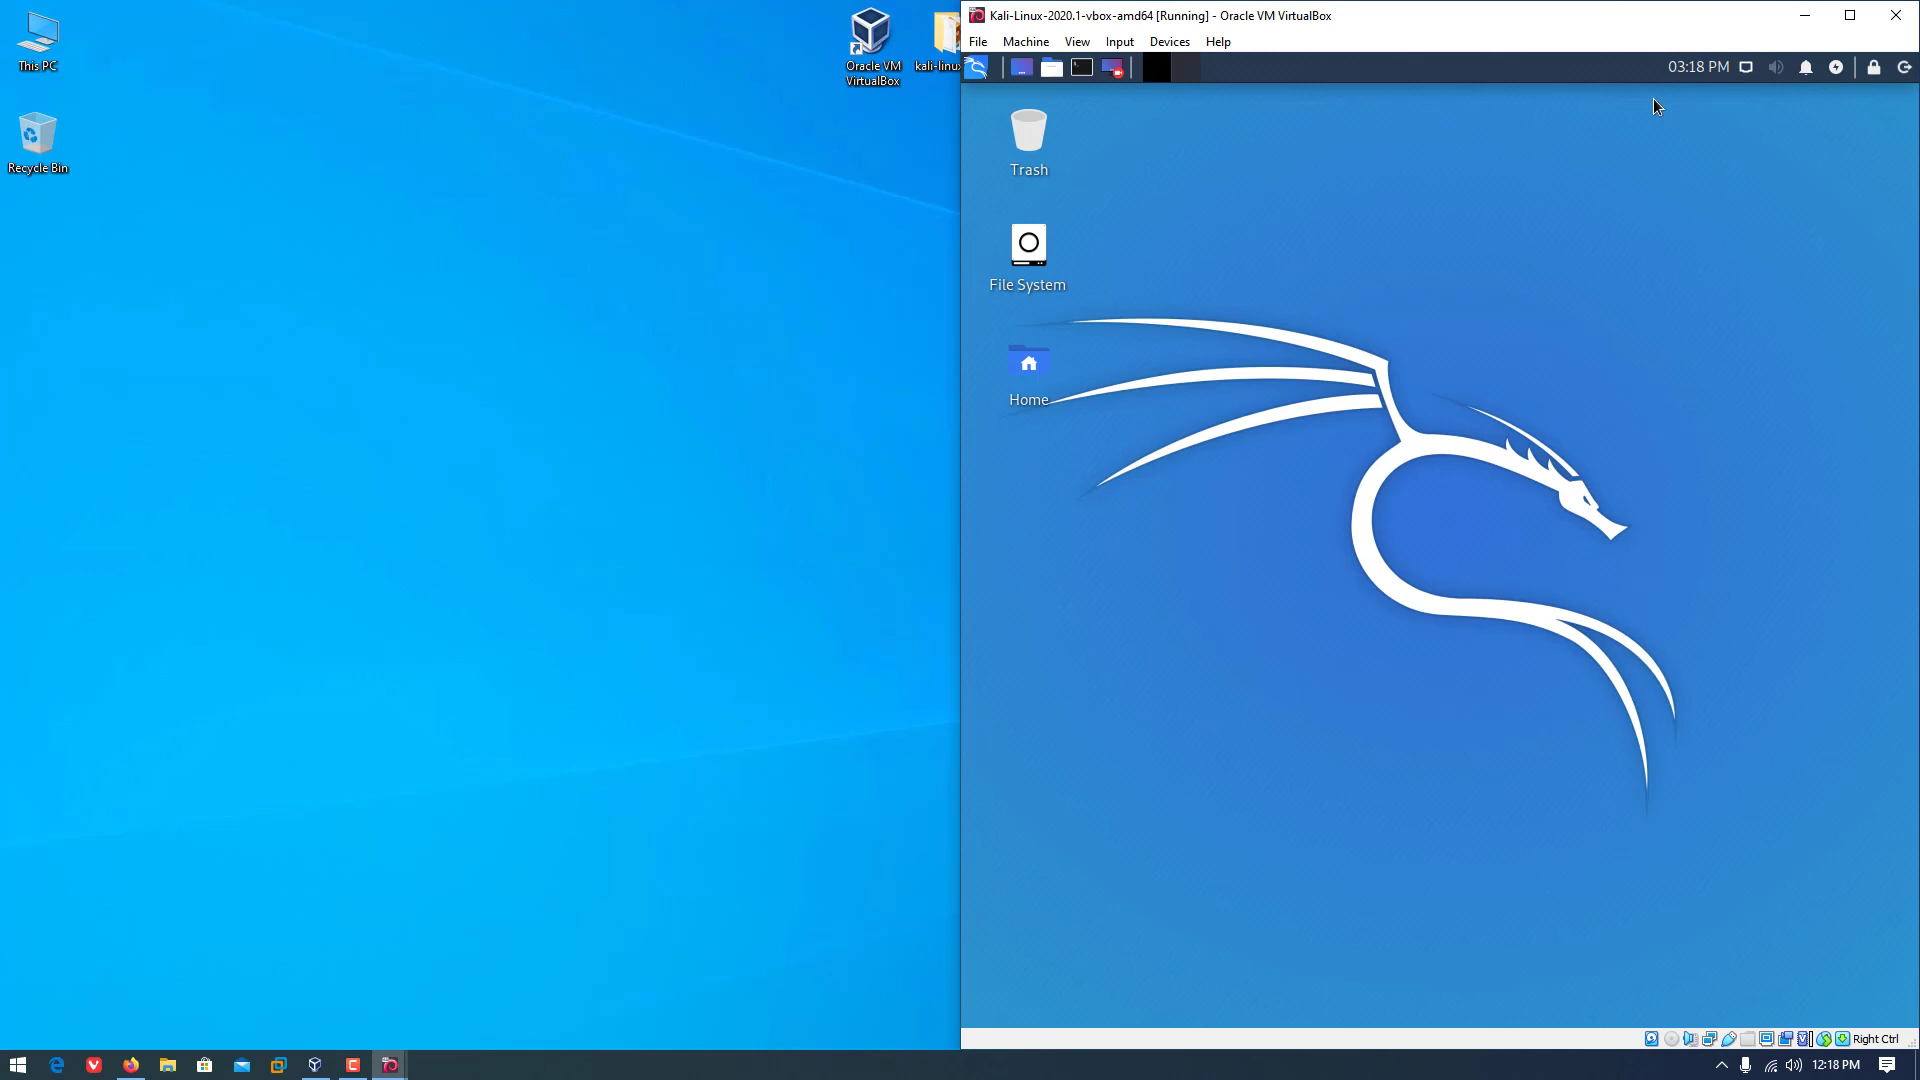 This PC
Recycle Bin
Oracle VM
VirtualBox
kali-linux
Kali-Linux-2020.1-vbox-amd64 [Running] - Oracle VM VirtualBox
File Machine View Input Devices Help
03:18 PM
Trash
File System
Home
Right Ctrl
12:18 PM